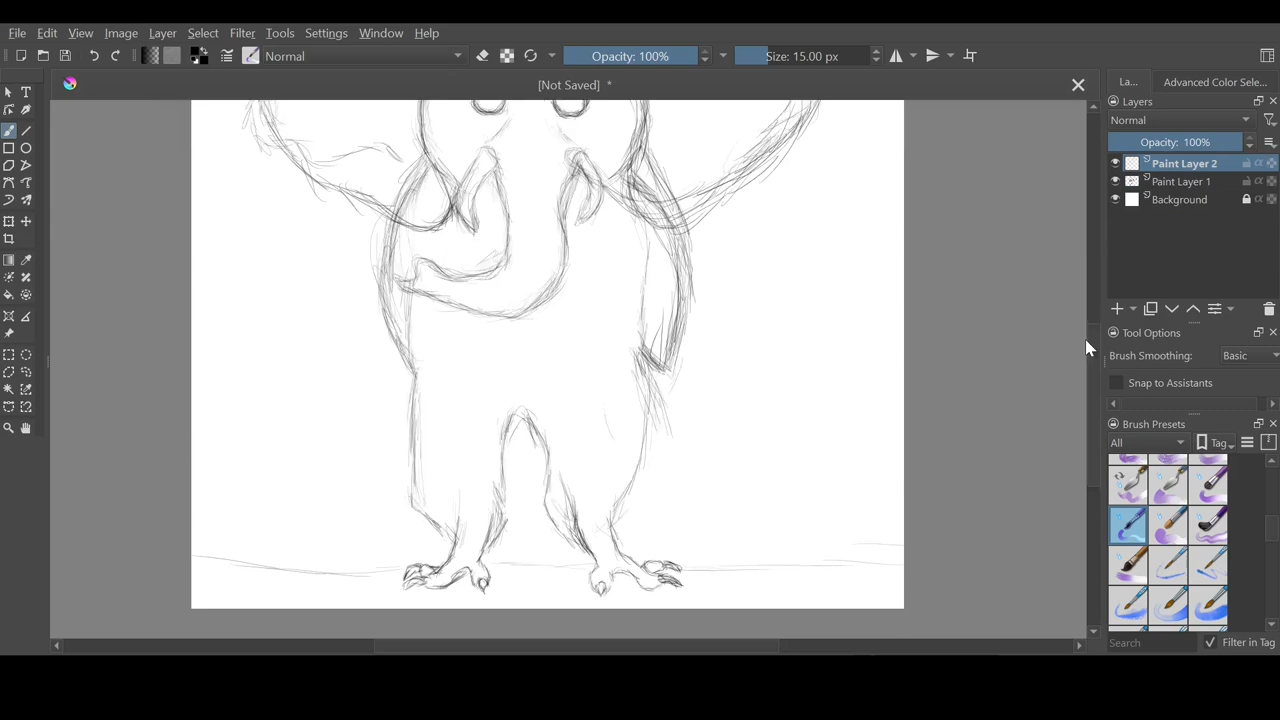 File Edit View Image Layer Filter Select Filter Tools Settings Window Help
Normal
Opacity: 100%
Size: 15.00 px
[Not Saved] *
La...
Advanced Color Sele...
Layers
Normal
Opacity: 100%
Paint Layer 2
Paint Layer 1
Background
Tool Options
Brush Smoothing: Basic
Snap to Assistants
Brush Presets
All
Tag
Search
Filter in Tag